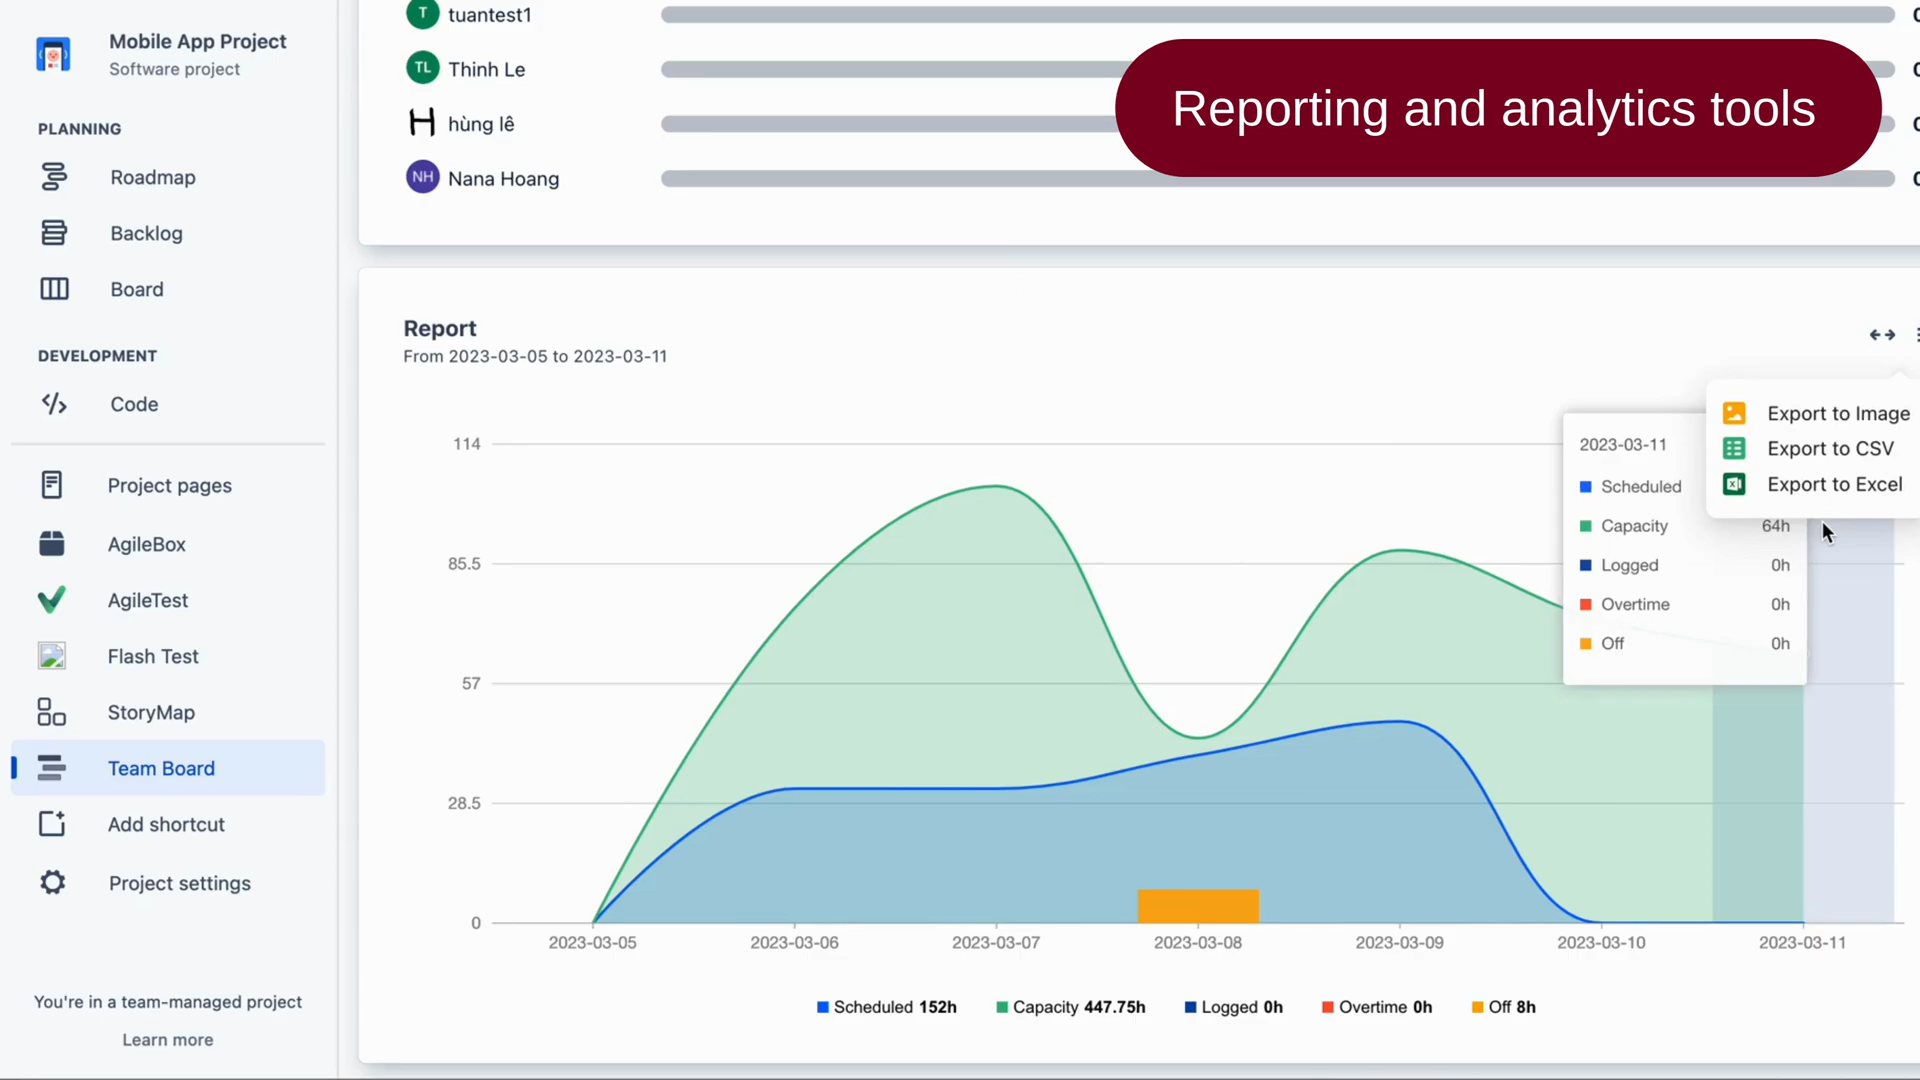 Mobile App Project
Software project
PLANNING
Roadmap
Backlog
Board
DEVELOPMENT
Code
Project pages
AgileBox
AgileTest
Flash Test
StoryMap
Team Board
Add shortcut
Project settings
You're in a team-managed project
Learn more
T tuantest1
TL Thinh Le
hùng lê
NH Nana Hoang
Reporting and analytics tools
Report
From 2023-03-05 to 2023-03-11
Export to Image
Export to CSV
Export to Excel
2023-03-11
Scheduled
Capacity 64h
Logged 0h
Overtime 0h
Off 0h
114
85.5
57
28.5
0
2023-03-05 2023-03-06 2023-03-07 2023-03-08 2023-03-09 2023-03-10 2023-03-11
Scheduled 152h Capacity 447.75h Logged 0h Overtime 0h Off 8h